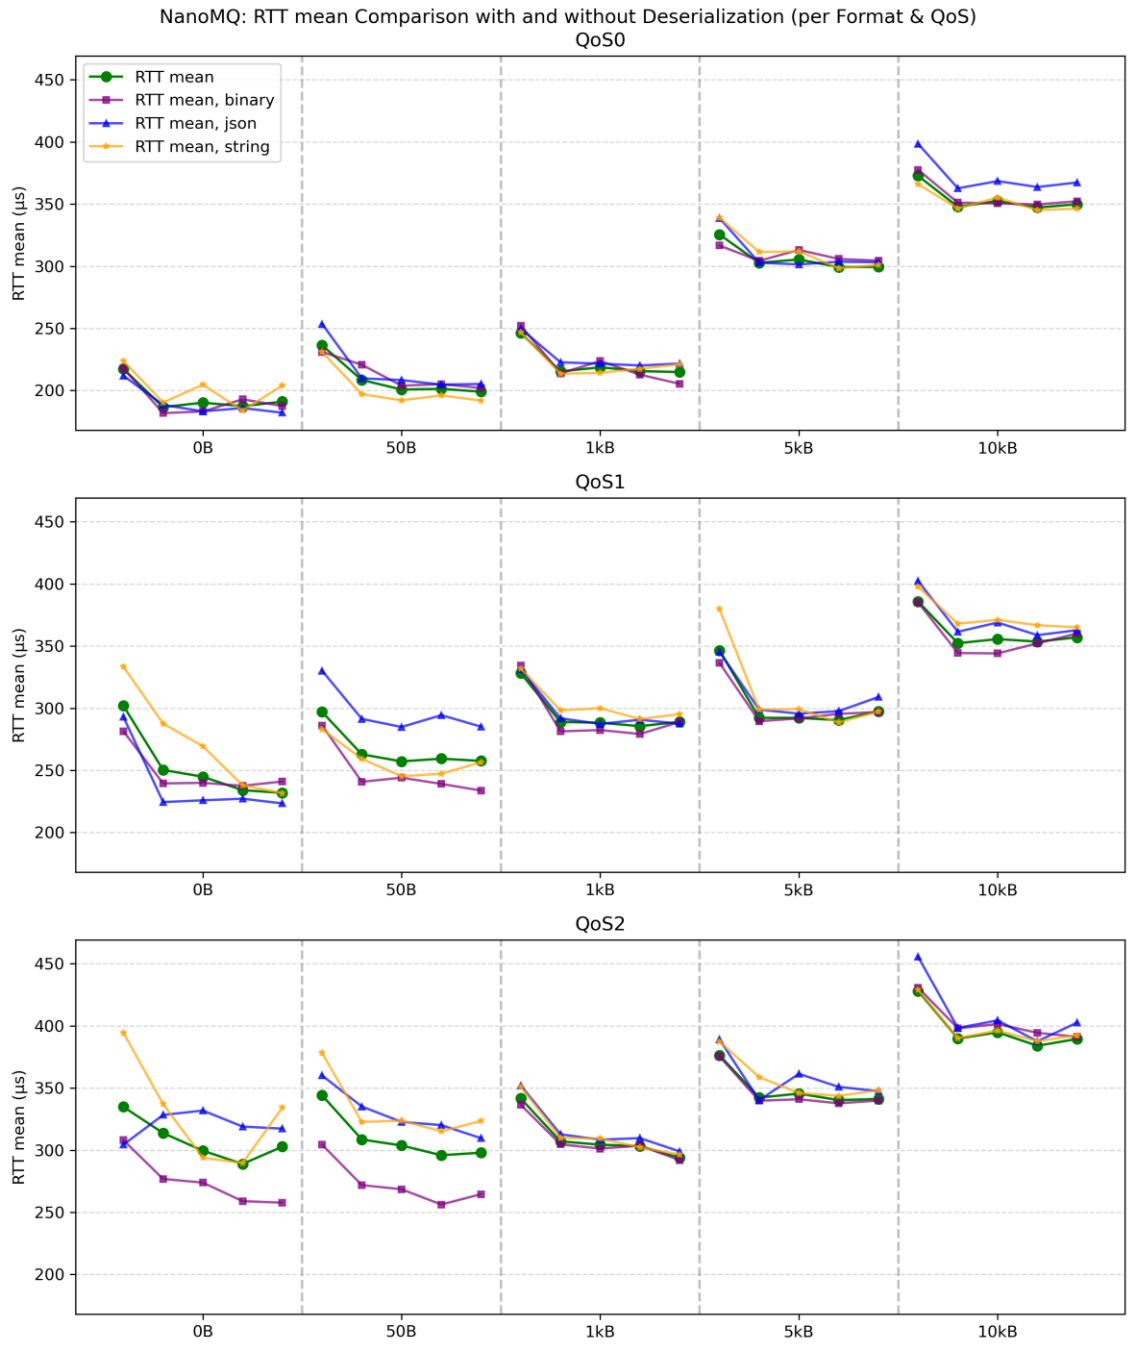 NanoMQ: RTT mean Comparison with and without Deserialization (per Format & QoS)
QoS0
RTT mean
RTT mean, binary
RTT mean, json
RTT mean, string
450
400
350
300
250
200
RTT mean (µs)
0B 50B 1kB 5kB 10kB
QoS1
450
400
350
300
250
200
RTT mean (µs)
0B 50B 1kB 5kB 10kB
QoS2
450
400
350
300
250
200
RTT mean (µs)
0B 50B 1kB 5kB 10kB